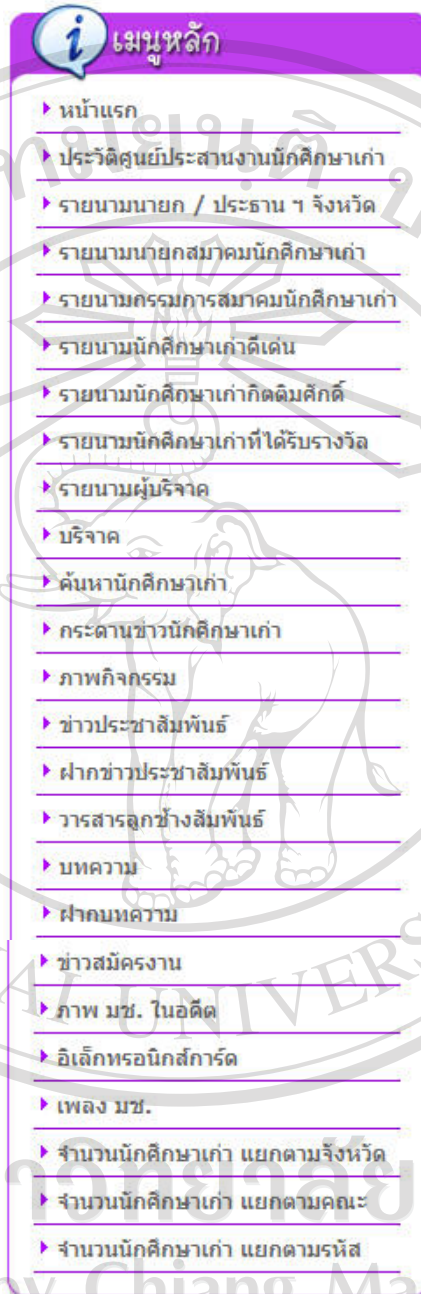 เมนูหลัก
หน้าแรก
ประวัติศูนย์ประสานงานนักศึกษาเก่า
รายนามนายก / ประธาน ฯ จังหวัด
รายนามนายกสมาคมนักศึกษาเก่า
รายนามกรรมการสมาคมนักศึกษาเก่า
รายนามนักศึกษาเก่าดีเด่น
รายนามนักศึกษาเก่ากิตติมศักดิ์
รายนามนักศึกษาเก่าที่ได้รับรางวัล
รายนามผู้บริจาค
บริจาค
ค้นหานักศึกษาเก่า
กระดานข่าวนักศึกษาเก่า
ภาพกิจกรรม
ข่าวประชาสัมพันธ์
ฝากข่าวประชาสัมพันธ์
วารสารลูกช้างสัมพันธ์
บทความ
ฝากบทความ
ข่าวสมัครงาน
ภาพ มช. ในอดีต
อิเล็กทรอนิกส์การ์ด
เพลง มช.
จำนวนนักศึกษาเก่า แยกตามจังหวัด
จำนวนนักศึกษาเก่า แยกตามคณะ
จำนวนนักศึกษาเก่า แยกตามรหัส